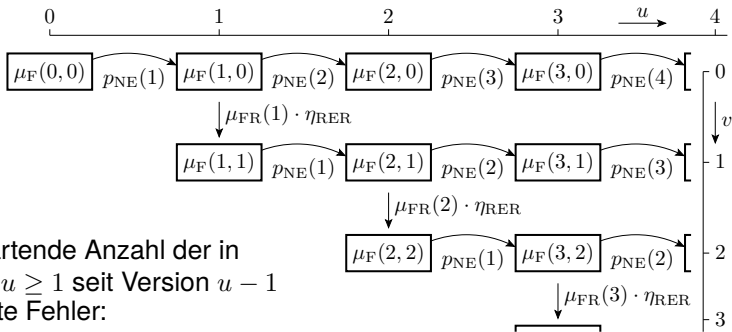 0 1 2 3 u 4
μF(0,0) pNE(1) μF(1,0) pNE(2) μF(2,0) pNE(3) μF(3,0) pNE(4) 0
μFR(1) · ηRER v
μF(1,1) pNE(1) μF(2,1) pNE(2) μF(3,1) pNE(3) 1
μFR(2) · ηRER
artende Anzahl der in
μF(2,2) pNE(1) μF(3,2) pNE(2) 2
u ≥ 1 seit Version u − 1
te Fehler:
μFR(3) · ηRER
3